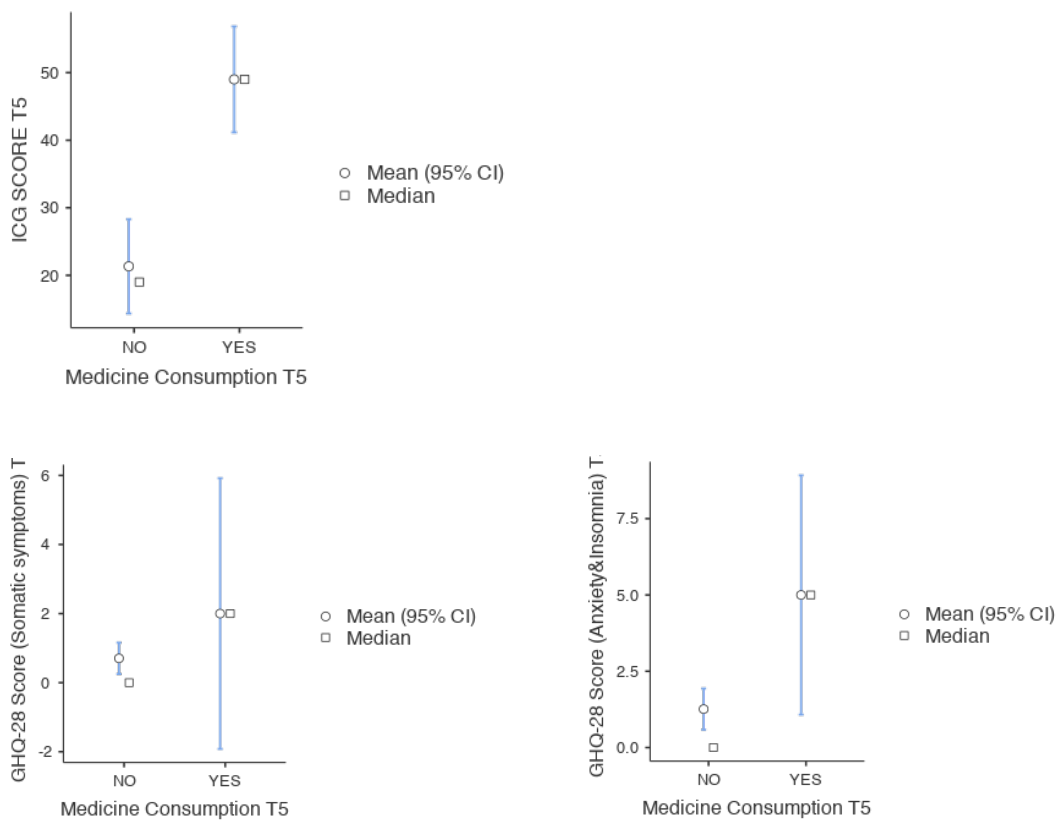 ICG SCORE T5
50
40
30
20
NO YES
Medicine Consumption T5
Mean (95% CI)
Median
GHQ-28 Score (Somatic symptoms) T
6
4
2
0
-2
NO YES
Medicine Consumption T5
Mean (95% CI)
Median
GHQ-28 Score (Anxiety&Insomnia) T
7.5
5.0
2.5
0.0
NO YES
Medicine Consumption T5
Mean (95% CI)
Median